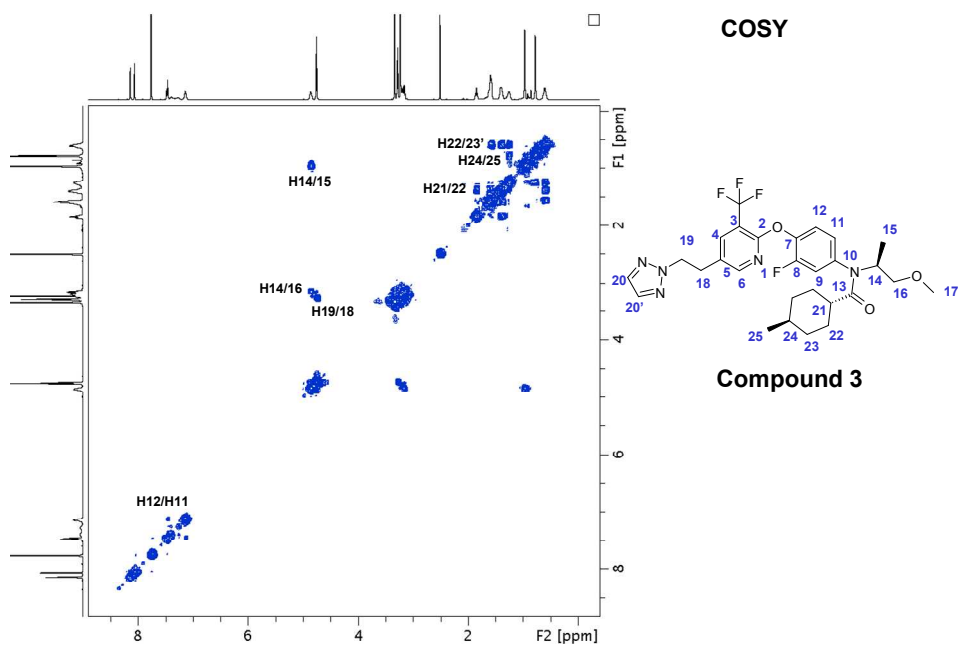 COSY
H22/23'
H24/25
H14/15
H21/22
H14/16
H19/18
H12/H11
F1 [ppm]
2
4
6
8
8
6
4
2
F2 [ppm]
F
F
F
3
2
4
O
12
11
7
19
N
5
N
1
F
8
10
15
20
N
N
18
6
9
N
14
O
17
20'
13
16
21
O
25
24
22
23
Compound 3